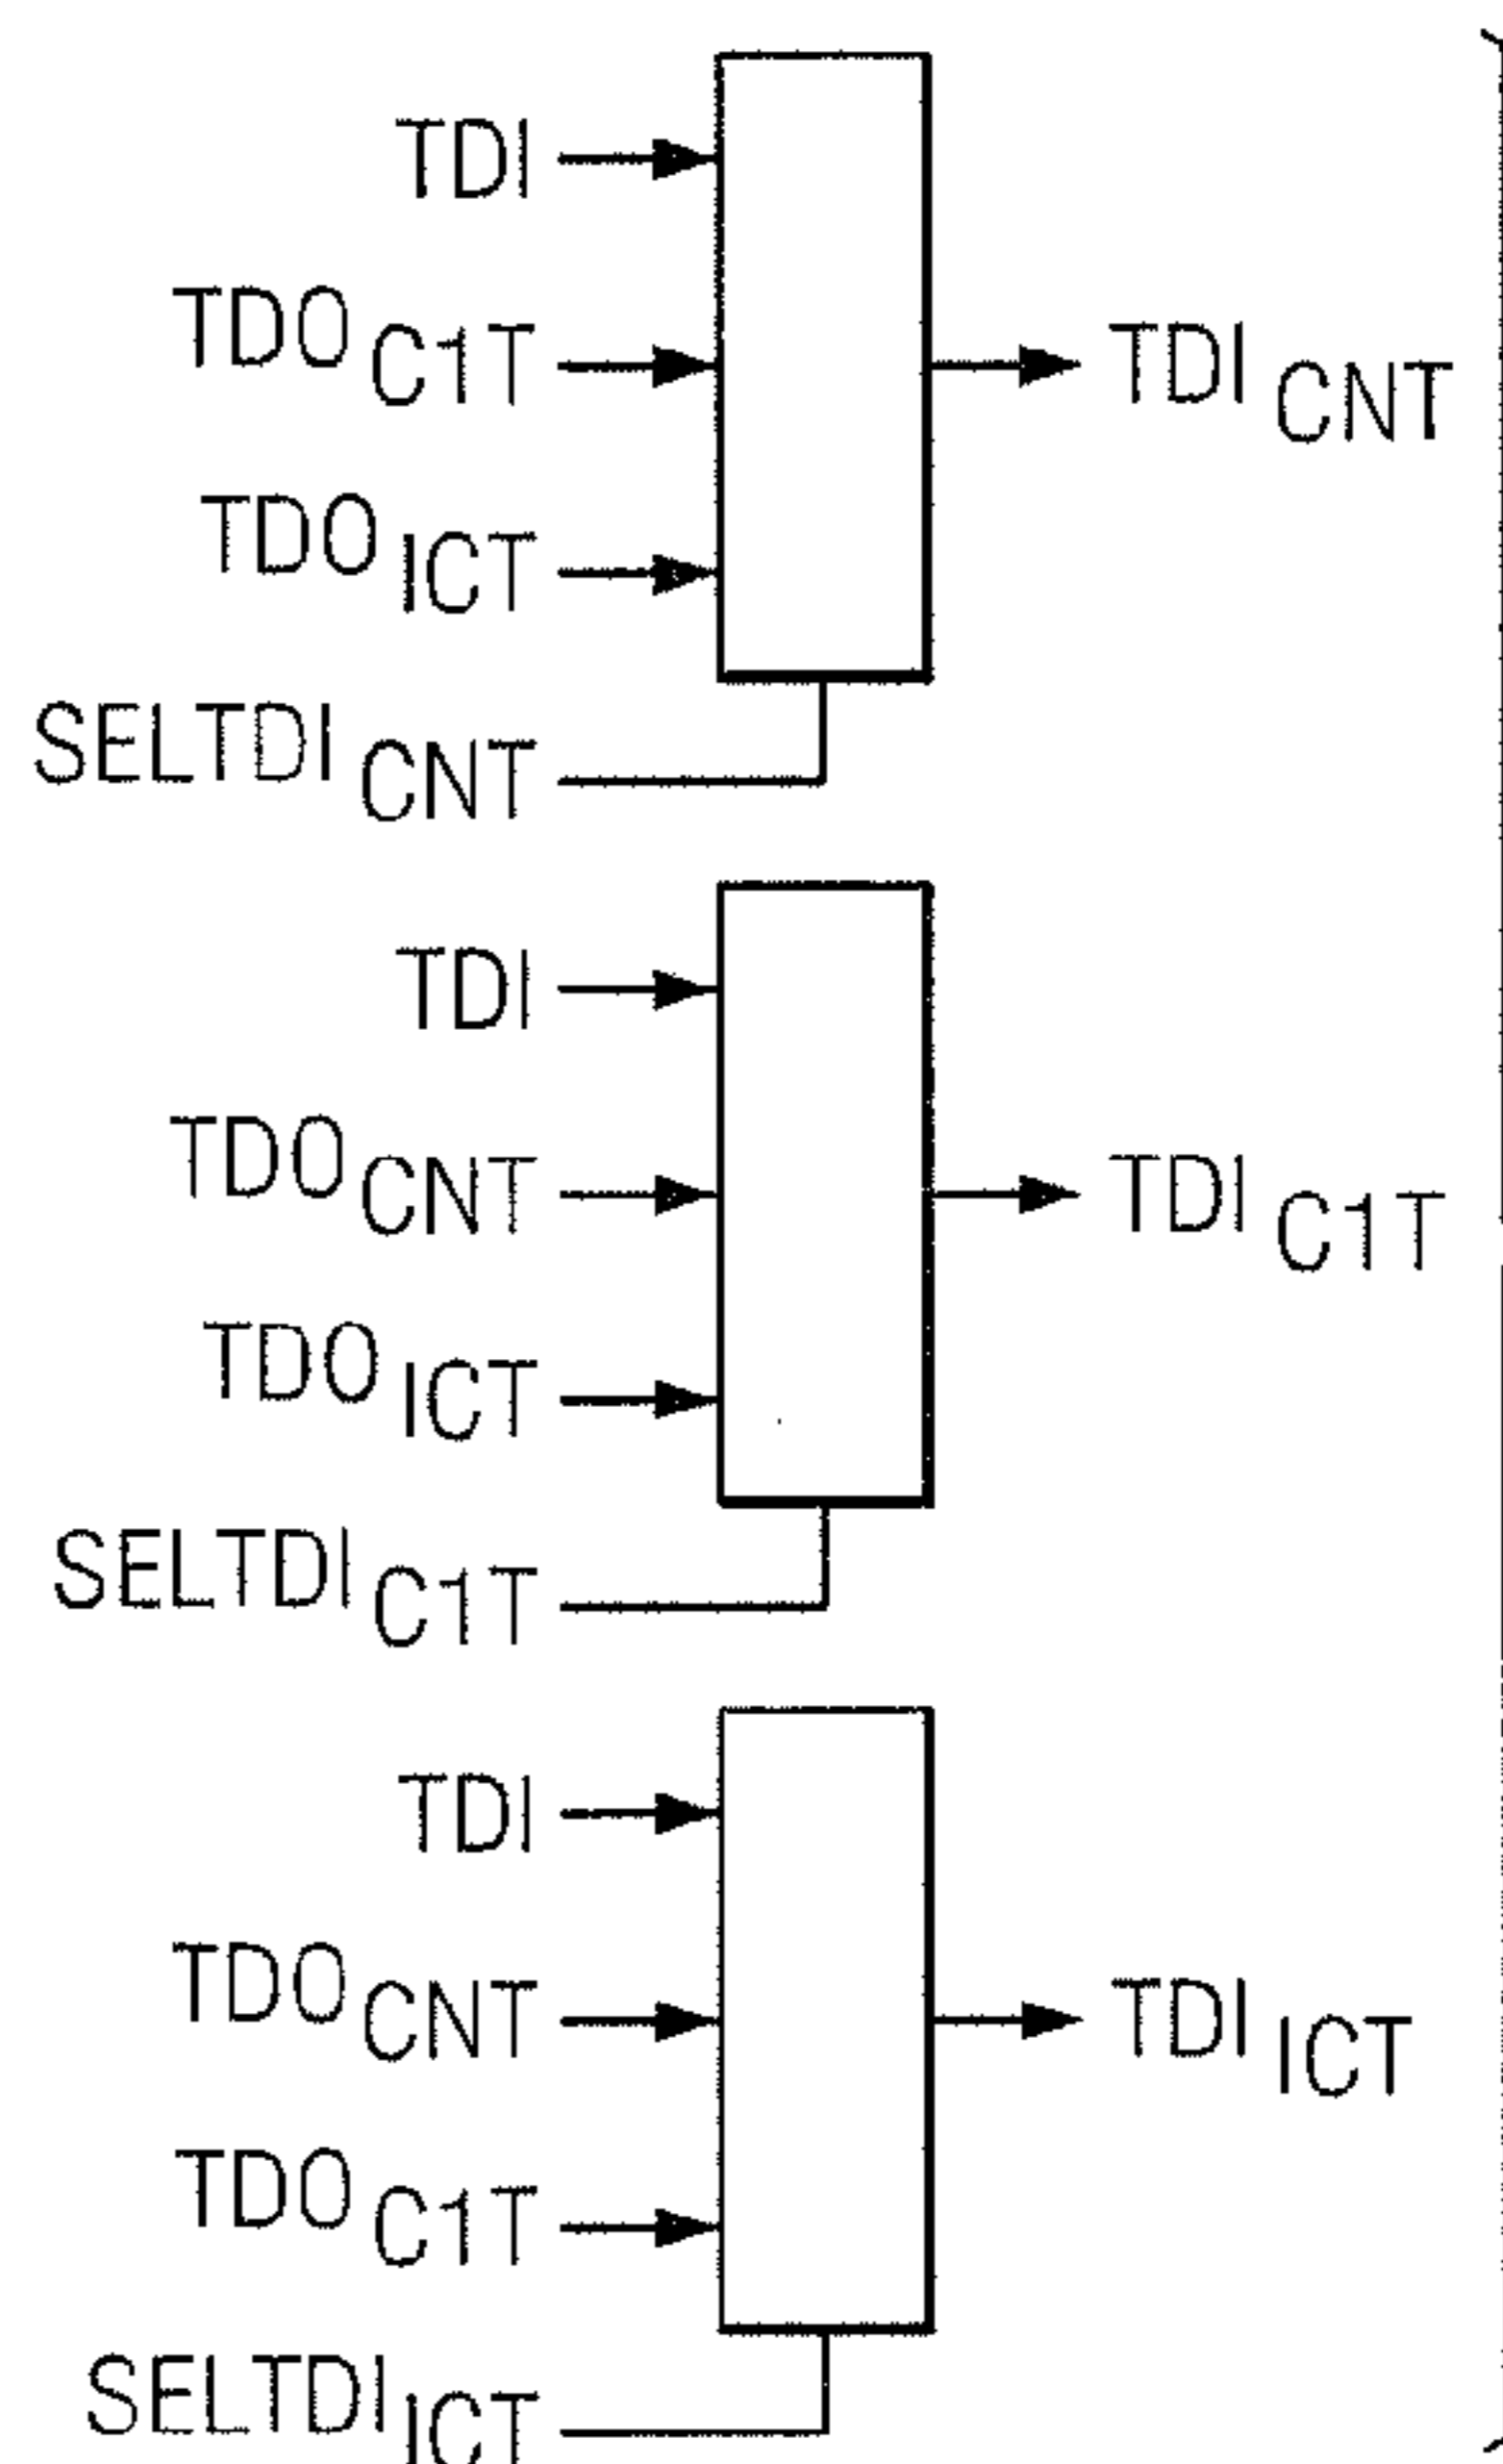 TDI
TDO C1T
TDI CNT
TDO ICT
SELTDI CNT
TDI
TDO CNT
TDI C1T
TDO ICT
SELTDI C1T
TDI
TDO CNT
TDI ICT
TDO C1T
SELTDI ICT